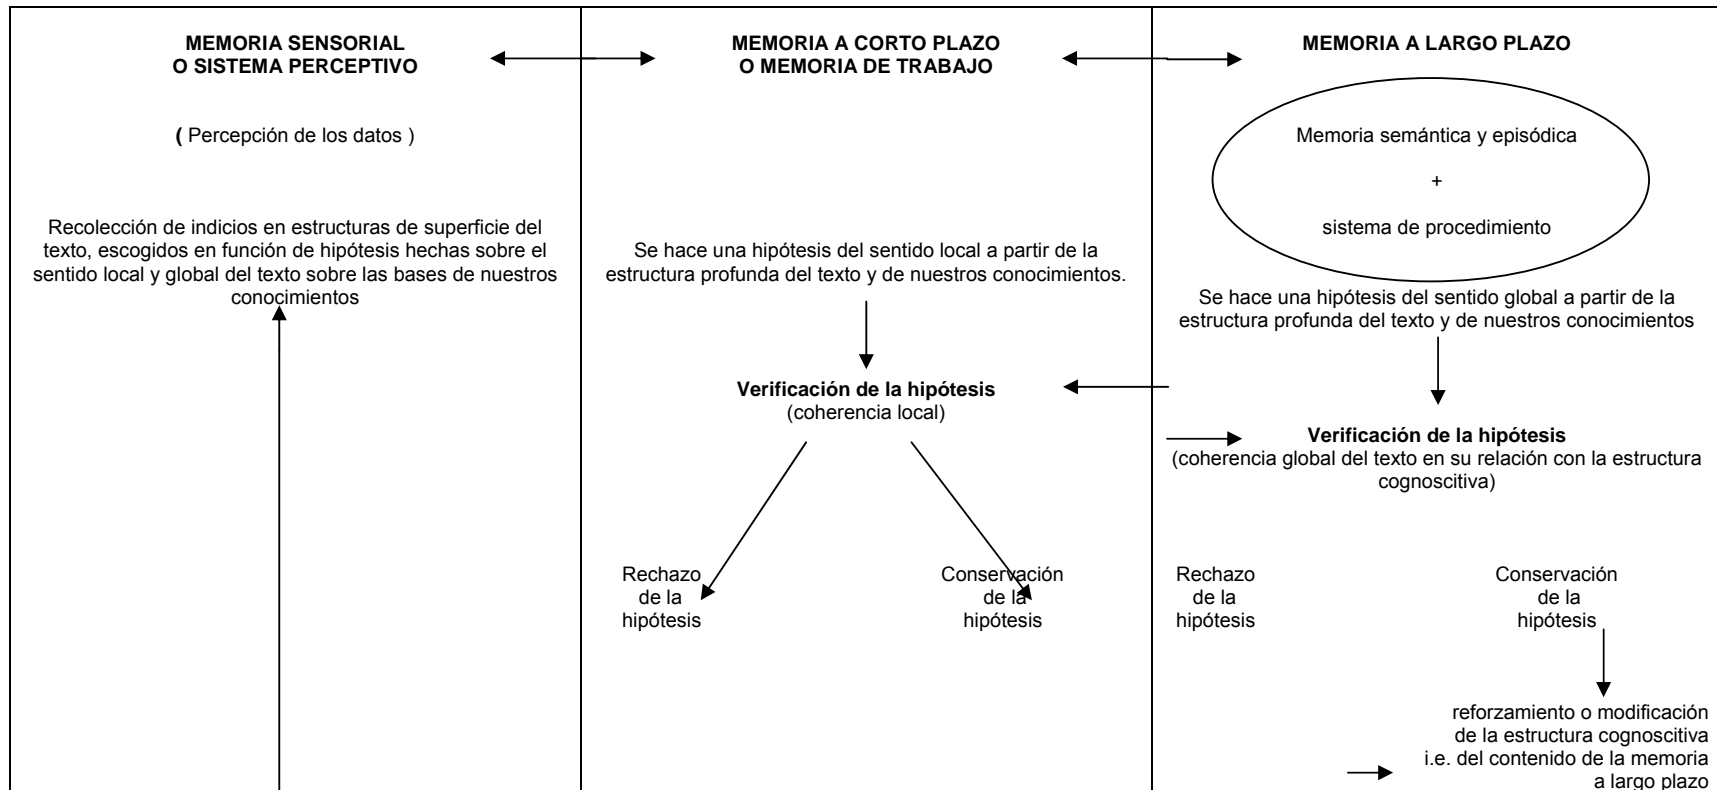 MEMORIA SENSORIAL
O SISTEMA PERCEPTIVO
( Percepción de los datos )
Recolección de indicios en estructuras de superficie del
texto, escogidos en función de hipótesis hechas sobre el
sentido local y global del texto sobre las bases de nuestros
conocimientos
MEMORIA A CORTO PLAZO
O MEMORIA DE TRABAJO
Se hace una hipótesis del sentido local a partir de la
estructura profunda del texto y de nuestros conocimientos.
Verificación de la hipótesis
(coherencia local)
Rechazo
de la
hipótesis
Conservación
de la
hipótesis
MEMORIA A LARGO PLAZO
Memoria semántica y episódica
+
sistema de procedimiento
Se hace una hipótesis del sentido global a partir de la
estructura profunda del texto y de nuestros conocimientos
Verificación de la hipótesis
(coherencia global del texto en su relación con la estructura
cognoscitiva)
Rechazo
de la
hipótesis
Conservación
de la
hipótesis
reforzamiento o modificación
de la estructura cognoscitiva
i.e. del contenido de la memoria
a largo plazo